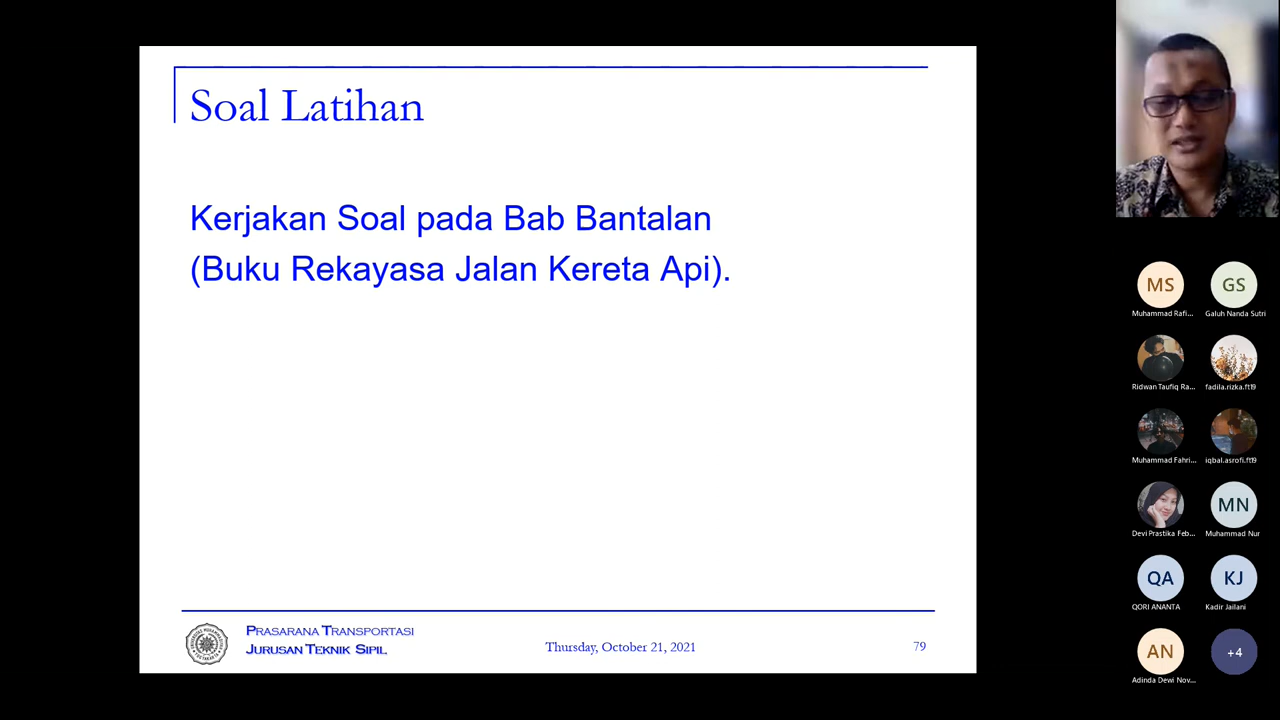 Soal Latihan
Kerjakan Soal pada Bab Bantalan
(Buku Rekayasa Jalan Kereta Api).
PRASARANA TRANSPORTASI
JURUSAN TEKNIK SIPIL
Thursday, October 21, 2021
79
MS
GS
Muhammad Rafi...
Galuh Nanda Sutri
Ridwan Taufiq Ra...
fadila.rizka.ft19
Muhammad Fahri...
iqbal.asrofi.ft19
MN
Devi Prastika Feb...
Muhammad Nur
QA
KJ
QORI ANANTA
Kadir Jailani
AN
+4
Adinda Dewi Nov...